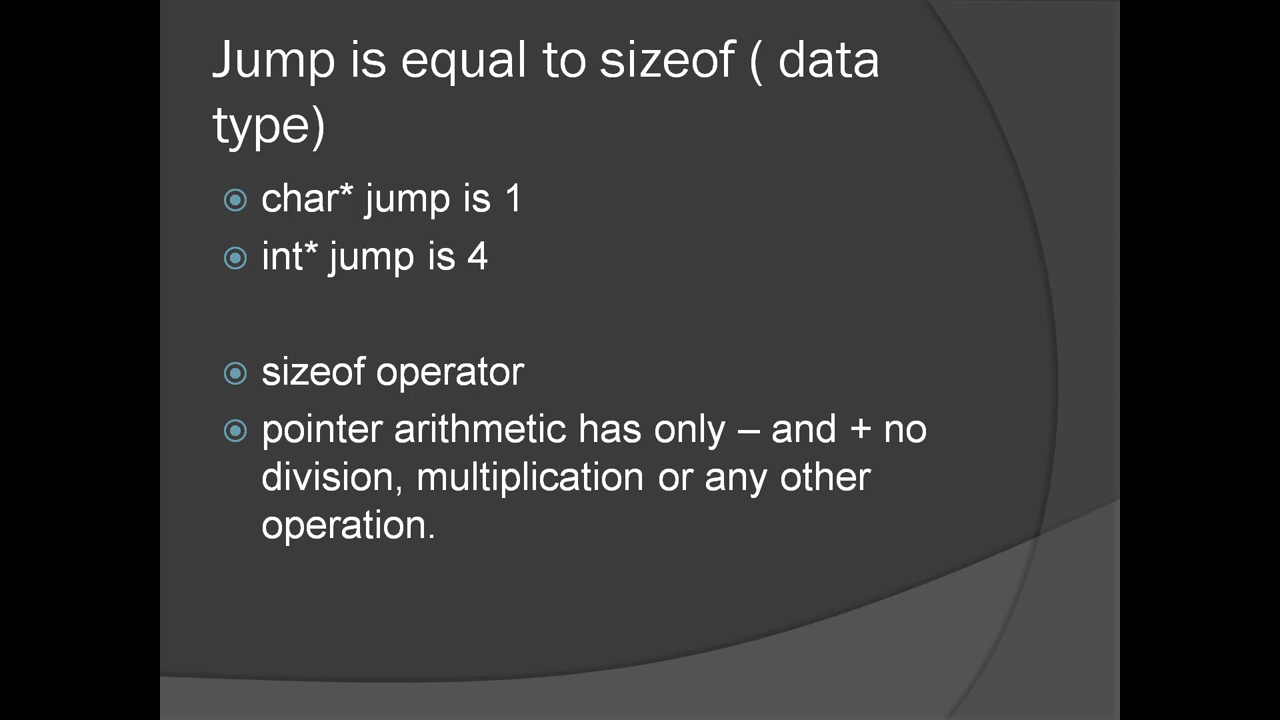 Jump is equal to sizeof ( data
type)
char* jump is 1
int* jump is 4
sizeof operator
pointer arithmetic has only – and + no
division, multiplication or any other
operation.